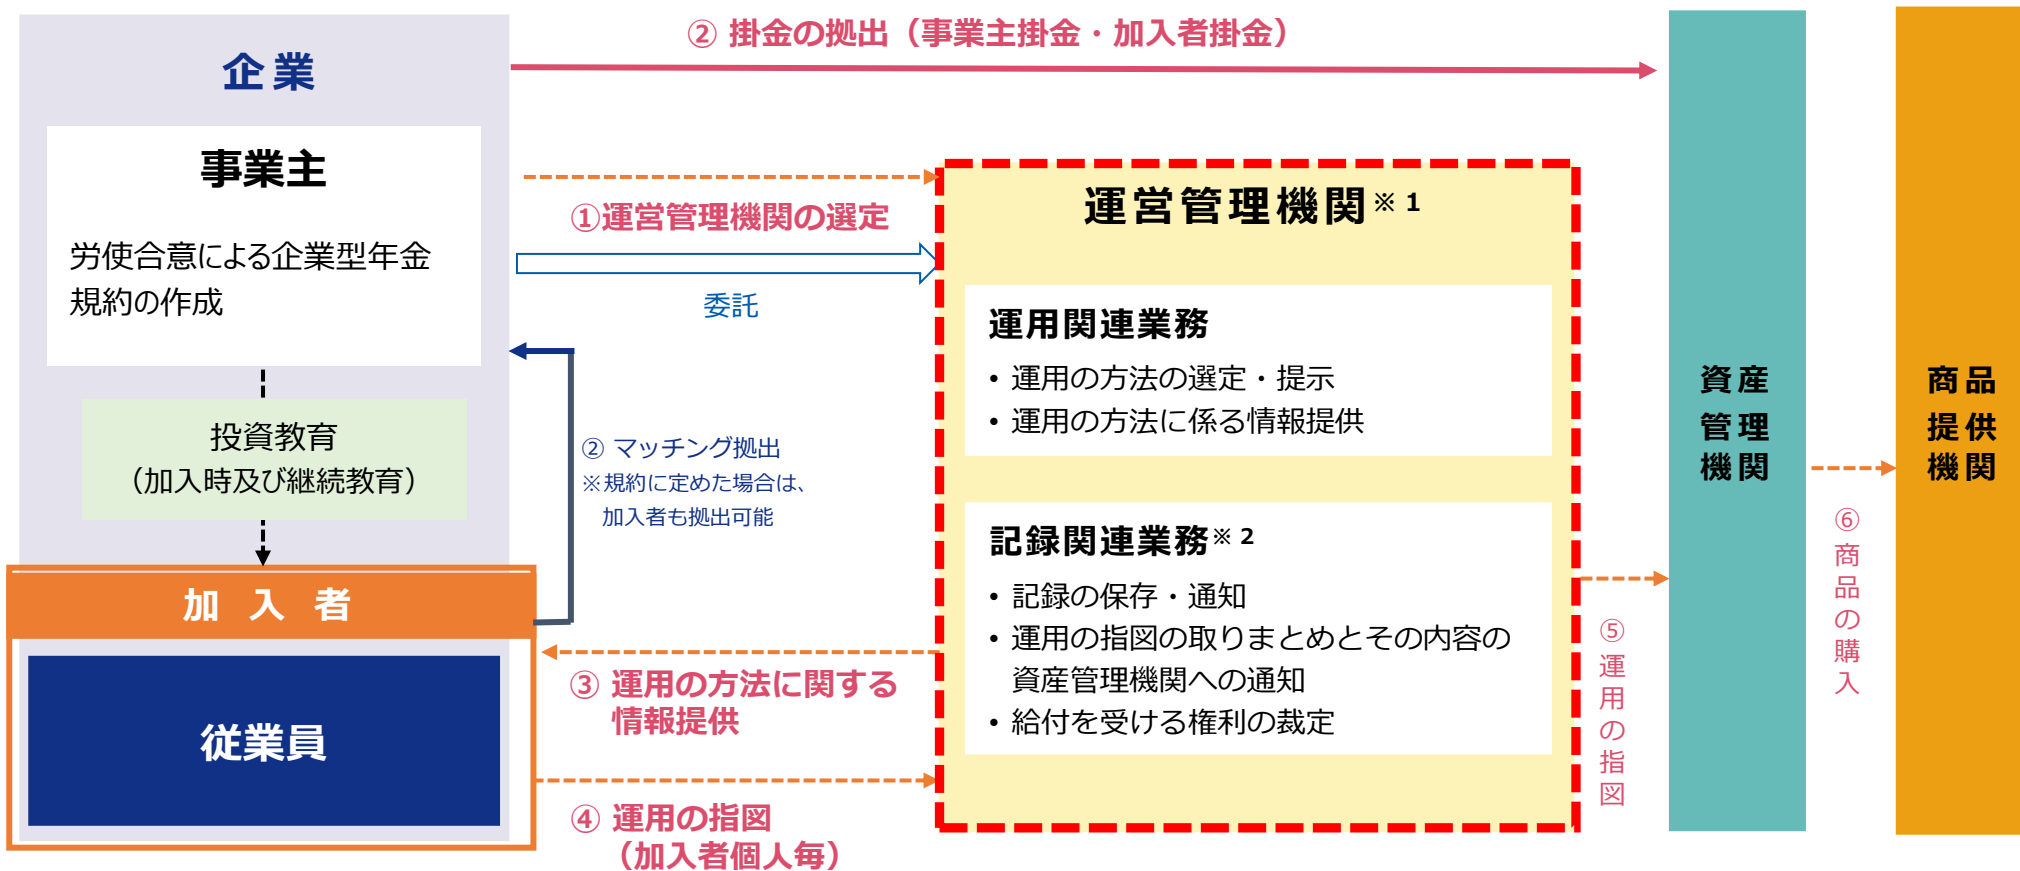 企業
事業主
労使合意による企業型年金
規約の作成
投資教育
（加入時及び継続教育）
加 入 者
従業員
② 掛金の拠出（事業主掛金・加入者掛金）
①運営管理機関の選定
委託
② マッチング拠出
※規約に定めた場合は、
加入者も拠出可能
③ 運用の方法に関する
情報提供
④ 運用の指図
（加入者個人毎）
運営管理機関※1
運用関連業務
• 運用の方法の選定・提示
• 運用の方法に係る情報提供
記録関連業務※2
• 記録の保存・通知
• 運用の指図の取りまとめとその内容の
資産管理機関への通知
• 給付を受ける権利の裁定
⑤運用の指図
資産
管理
機関
⑥商品の購入
商品
提供
機関